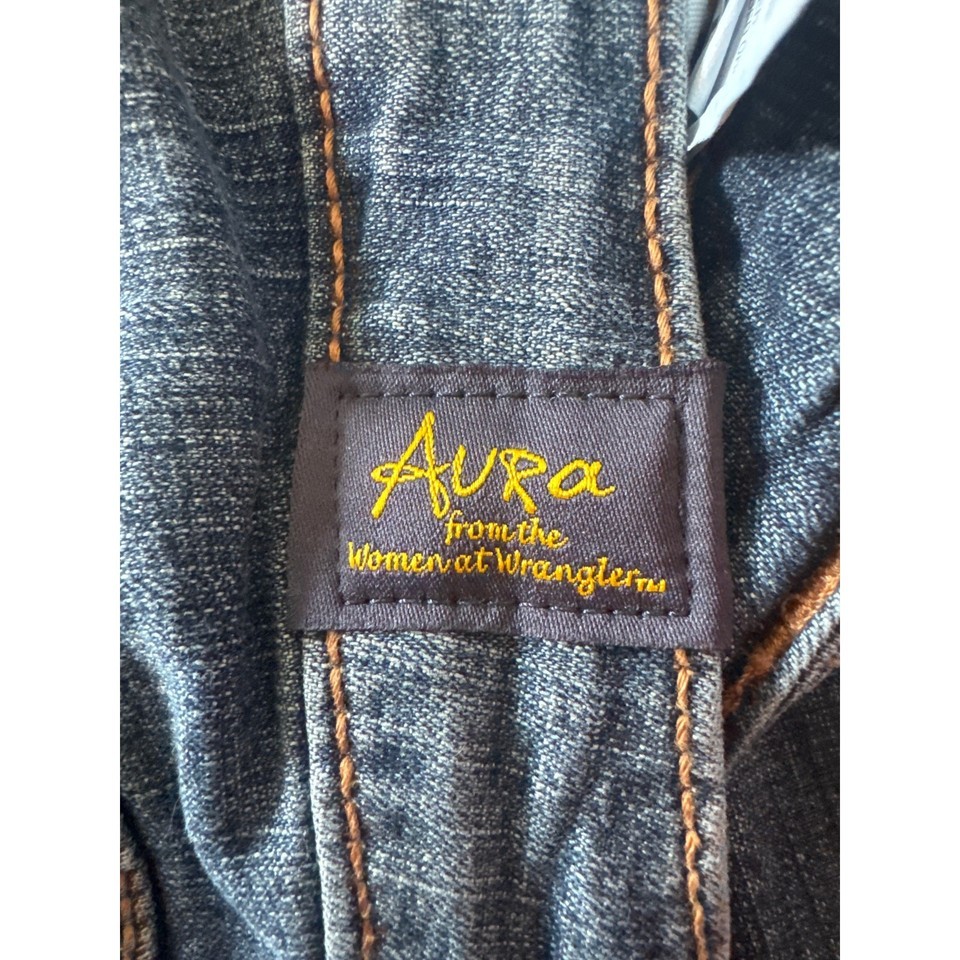 AURa
from the
Women at Wrangler™